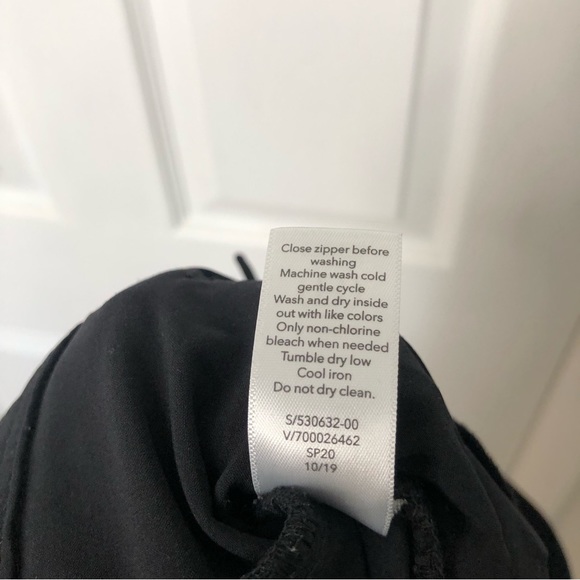 Close zipper before
washing
Machine wash cold
gentle cycle
Wash and dry inside
out with like colors
Only non-chlorine
bleach when needed
Tumble dry low
Cool iron
Do not dry clean.
S/530632-00
V/700026462
SP20
10/19